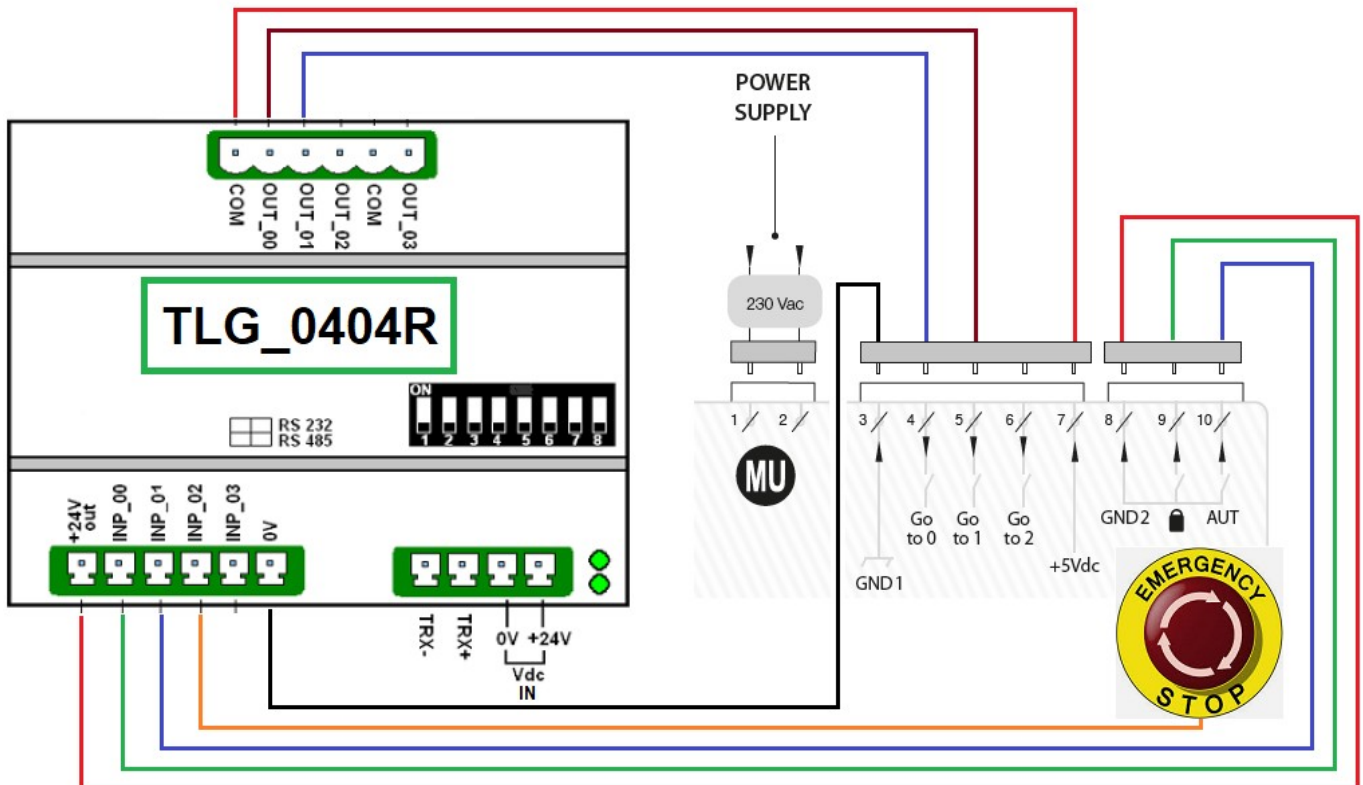 POWER
SUPPLY
COM
OUT_00
OUT_01
OUT_02
COM
OUT_03
TLG_0404R
230 Vac
ON
1 2 3 4 5 6 7 8
RS 232
RS 485
1 2 3 4 5 6 7 8 9 10
MU
Go to 0
Go to 1
Go to 2
GND 1
+5Vdc
GND 2
AUT
+24V out
INP_00
INP_01
INP_02
INP_03
0V
TRX-
TRX+
0V +24V
Vdc
IN
EMERGENCY
STOP